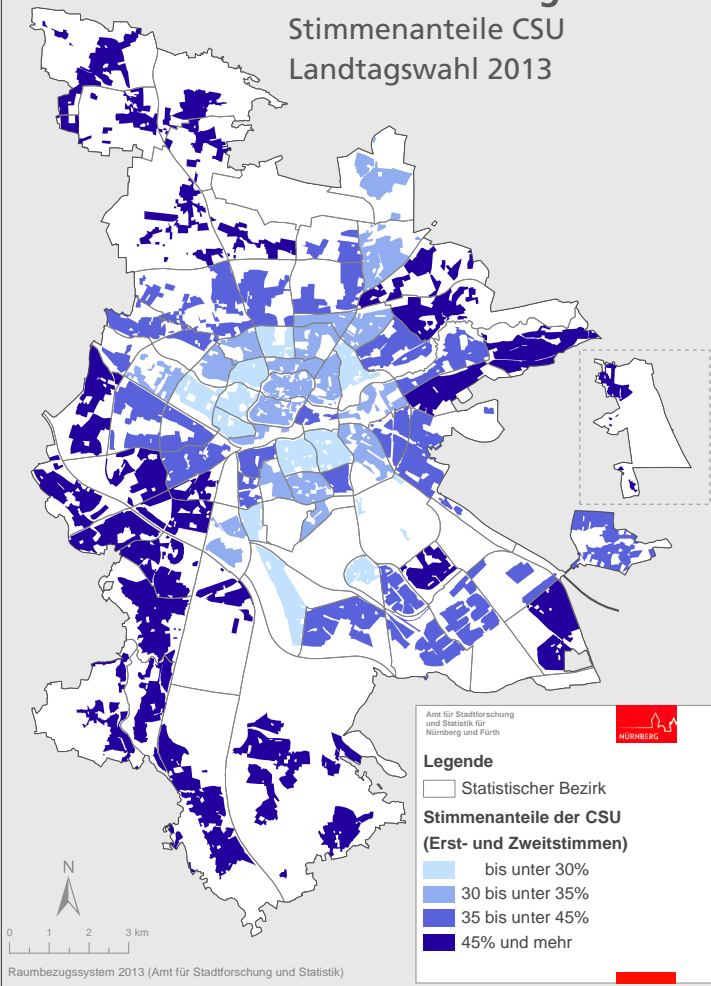 Stimmenanteile CSU
Landtagswahl 2013
Amt für Stadtforschung
und Statistik für
Nürnberg und Fürth
NÜRNBERG
Legende
Statistischer Bezirk
Stimmenanteile der CSU
(Erst- und Zweitstimmen)
bis unter 30%
30 bis unter 35%
35 bis unter 45%
45% und mehr
N
0 1 2 3 km
Raumbezugssystem 2013 (Amt für Stadtforschung und Statistik)